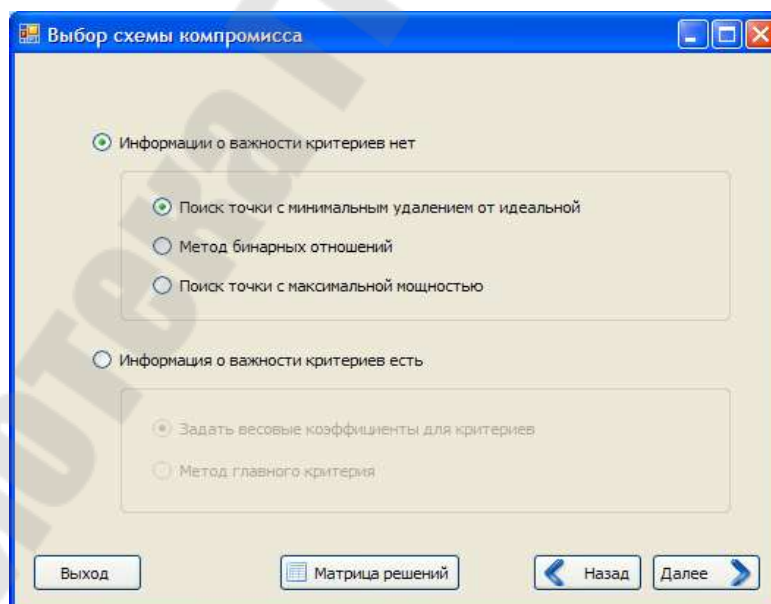 Выбор схемы компромисса
Информации о важности критериев нет
Поиск точки с минимальным удалением от идеальной
Метод бинарных отношений
Поиск точки с максимальной мощностью
Информация о важности критериев есть
Задать весовые коэффициенты для критериев
Метод главного критерия
Выход
Матрица решений
Назад
Далее